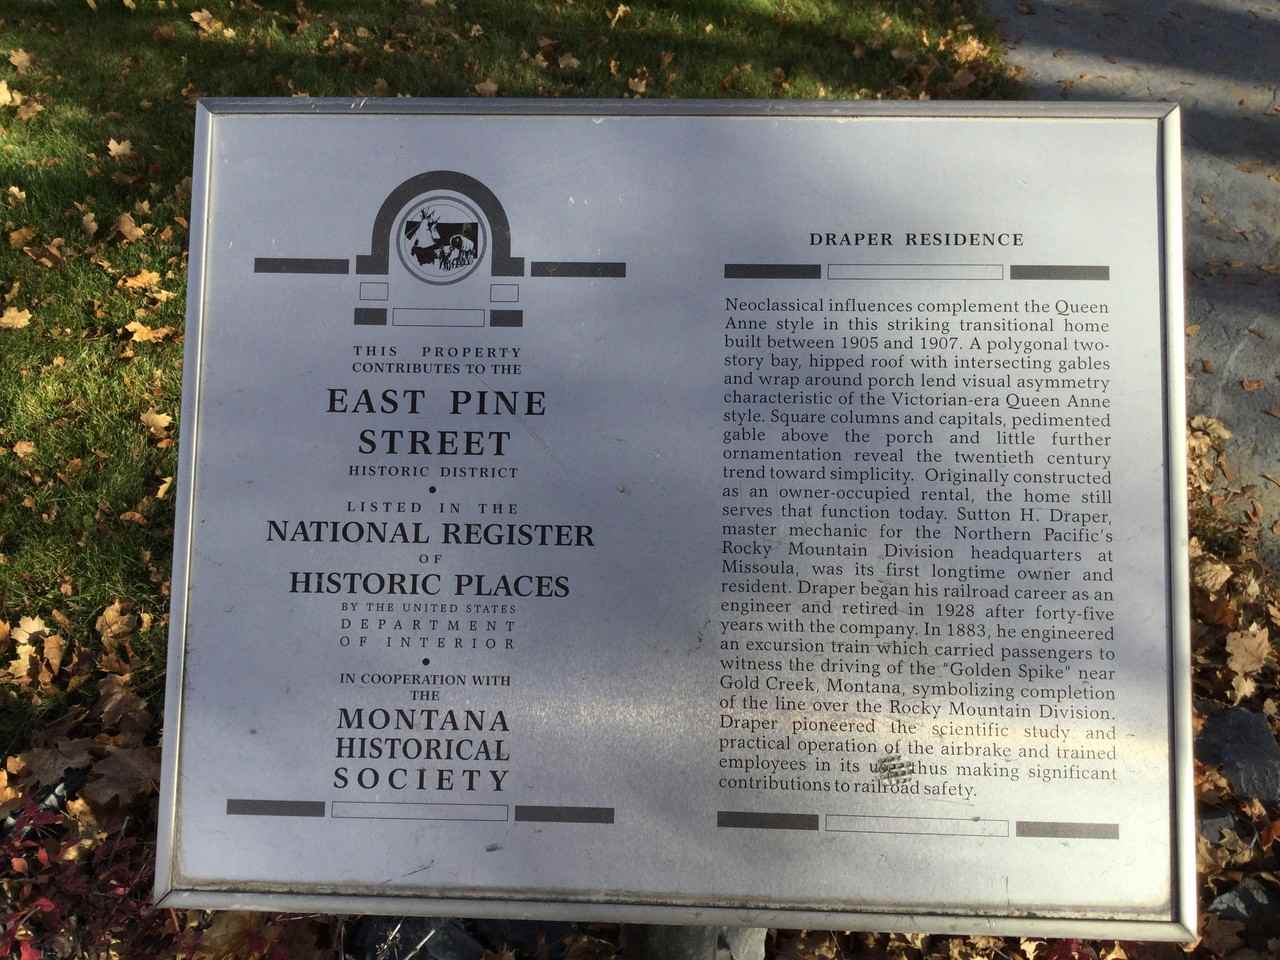 THIS PROPERTY
CONTRIBUTES TO THE
EAST PINE
STREET
HISTORIC DISTRICT
•
LISTED IN THE
NATIONAL REGISTER
OF
HISTORIC PLACES
BY THE UNITED STATES
DEPARTMENT
OF INTERIOR
•
IN COOPERATION WITH
THE
MONTANA
HISTORICAL
SOCIETY
DRAPER RESIDENCE
Neoclassical influences complement the Queen
Anne style in this striking transitional home
built between 1905 and 1907. A polygonal two-
story bay, hipped roof with intersecting gables
and wrap around porch lend visual asymmetry
characteristic of the Victorian-era Queen Anne
style. Square columns and capitals, pedimented
gable above the porch and little further
ornamentation reveal the twentieth century
trend toward simplicity. Originally constructed
as an owner-occupied rental, the home still
serves that function today. Sutton H. Draper,
master mechanic for the Northern Pacific's
Rocky Mountain Division headquarters at
Missoula, was its first longtime owner and
resident. Draper began his railroad career as an
engineer and retired in 1928 after forty-five
years with the company. In 1883, he engineered
an excursion train which carried passengers to
witness the driving of the "Golden Spike" near
Gold Creek, Montana, symbolizing completion
of the line over the Rocky Mountain Division.
Draper pioneered the scientific study and
practical operation of the airbrake and trained
employees in its use, thus making significant
contributions to railroad safety.